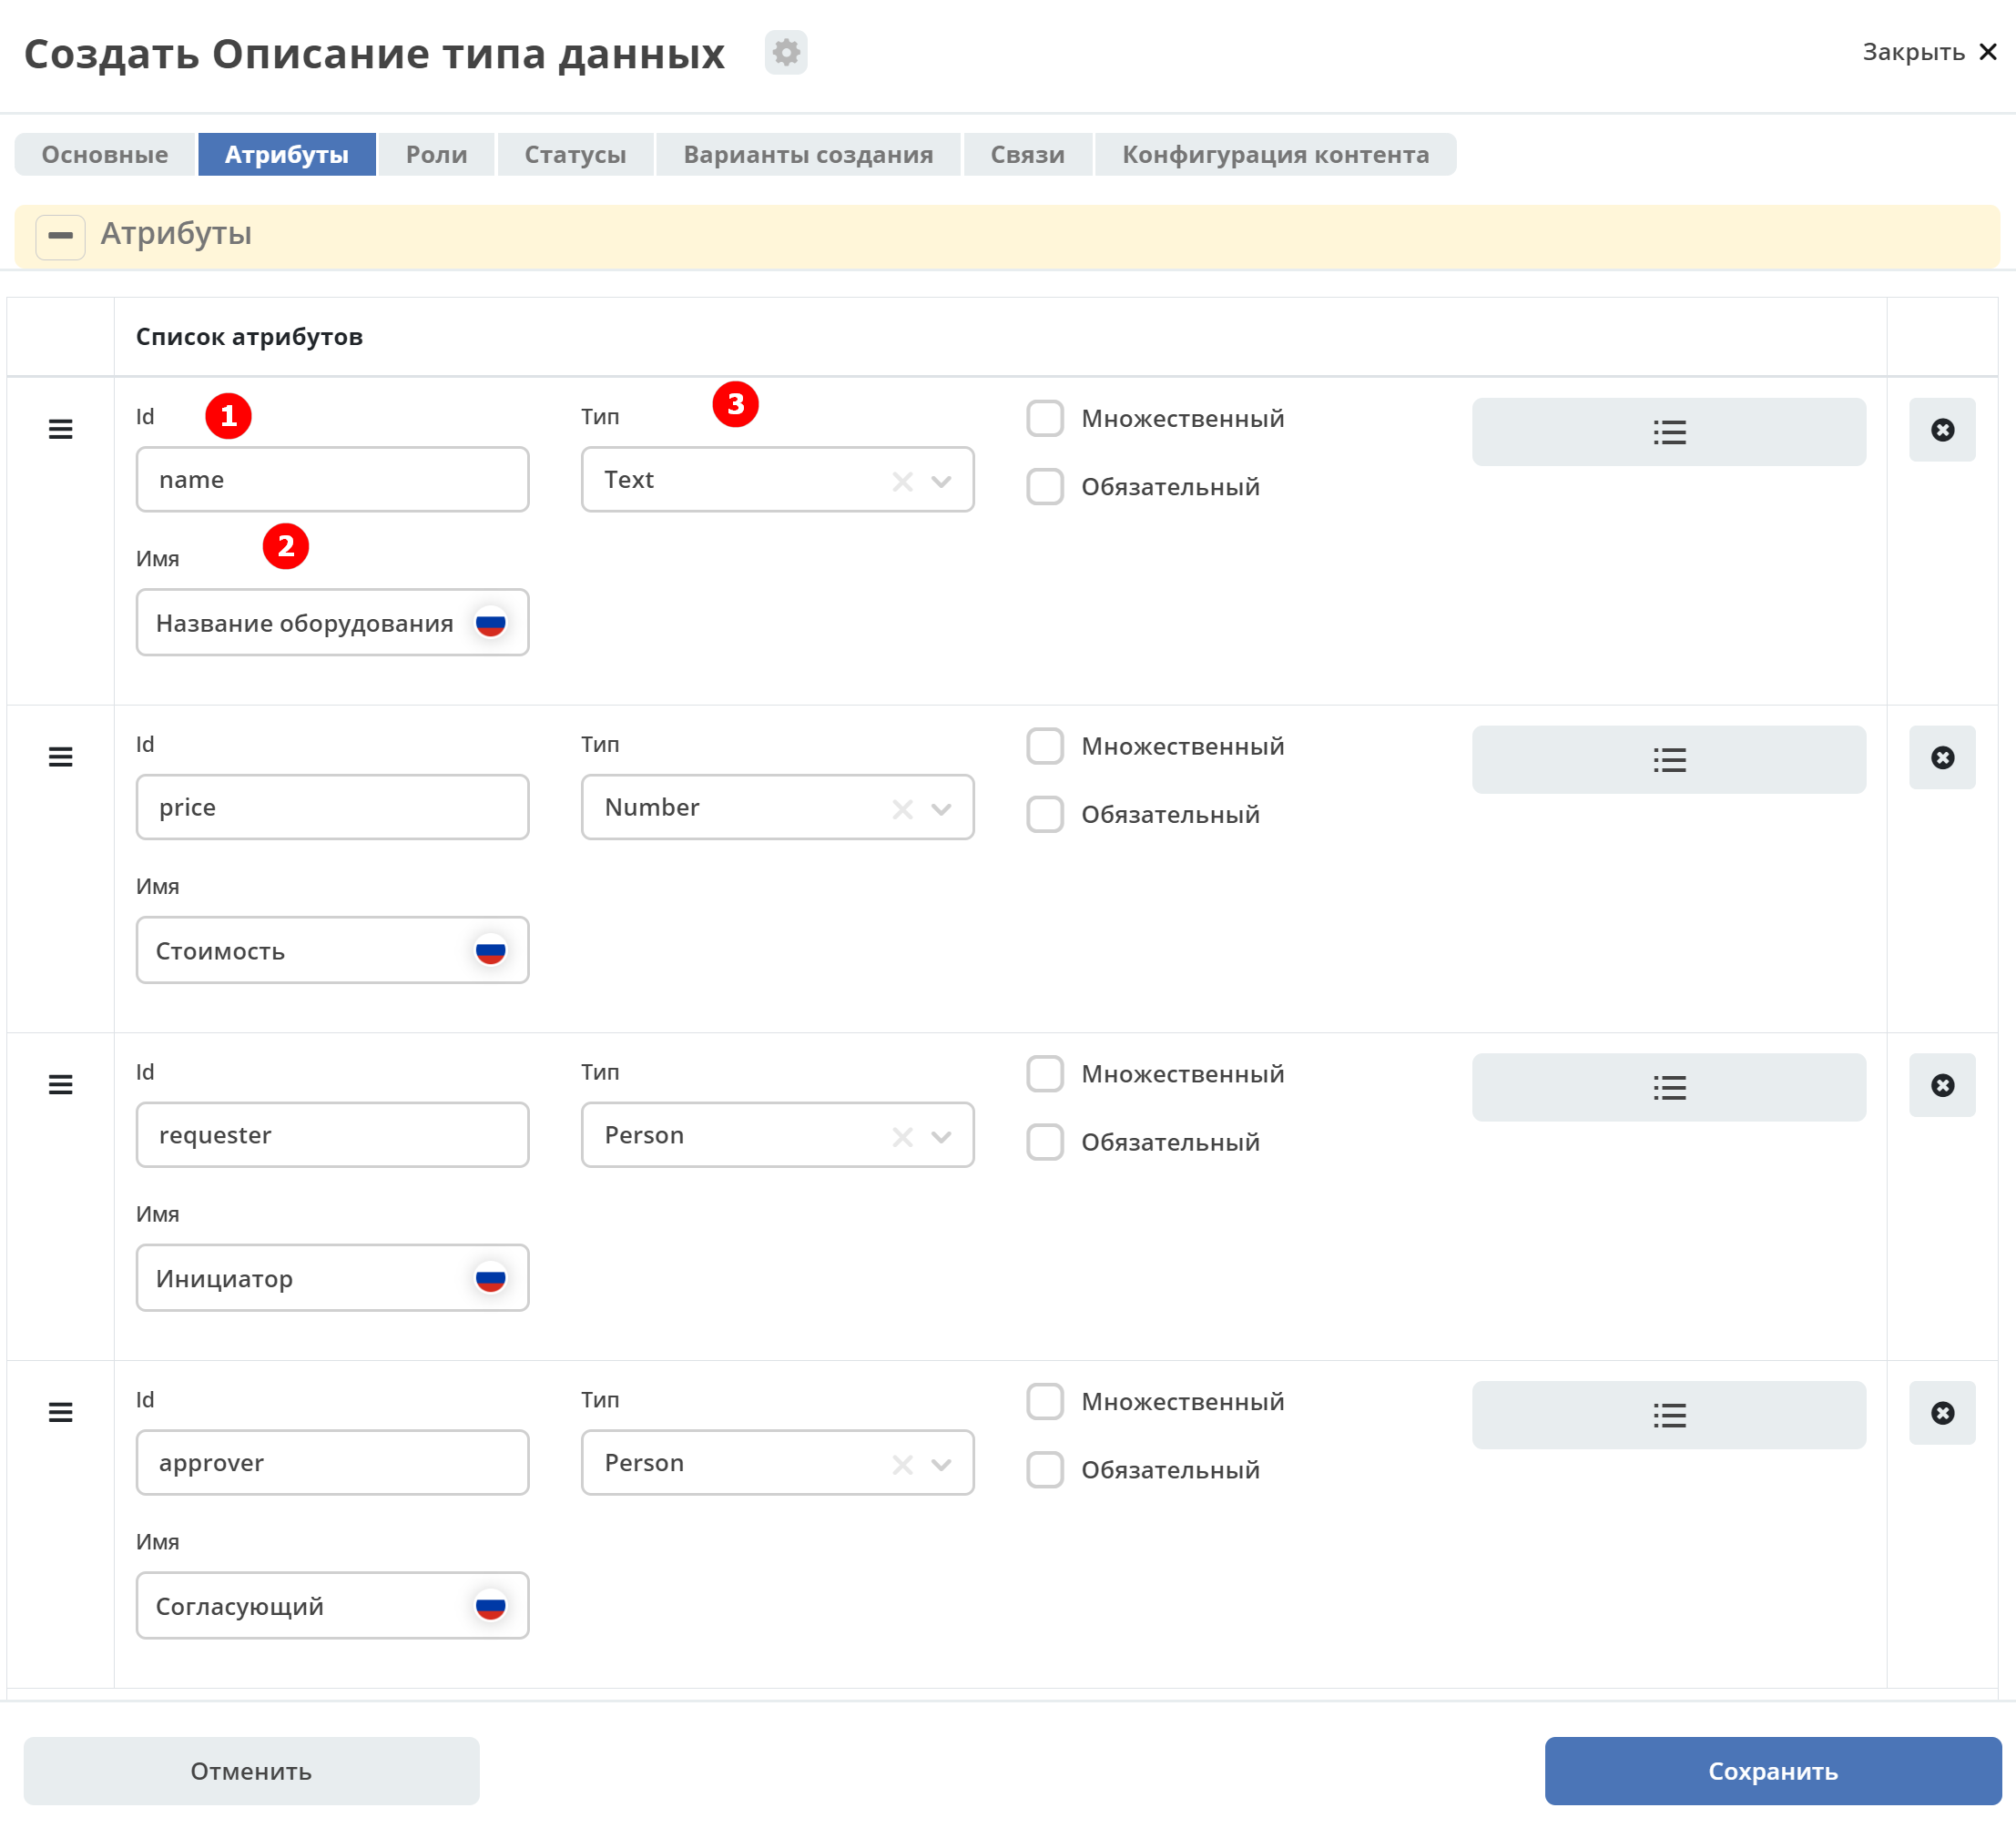 Создать Описание типа данных
Закрыть
Основные Атрибуты Роли Статусы Варианты создания Связи Конфигурация контента
Атрибуты
Список атрибутов
Id 1 Тип 3 Множественный
name Text Обязательный
Имя 2
Название оборудования
Id Тип Множественный
price Number Обязательный
Имя
Стоимость
Id Тип Множественный
requester Person Обязательный
Имя
Инициатор
Id Тип Множественный
approver Person Обязательный
Имя
Согласующий
Отменить Сохранить